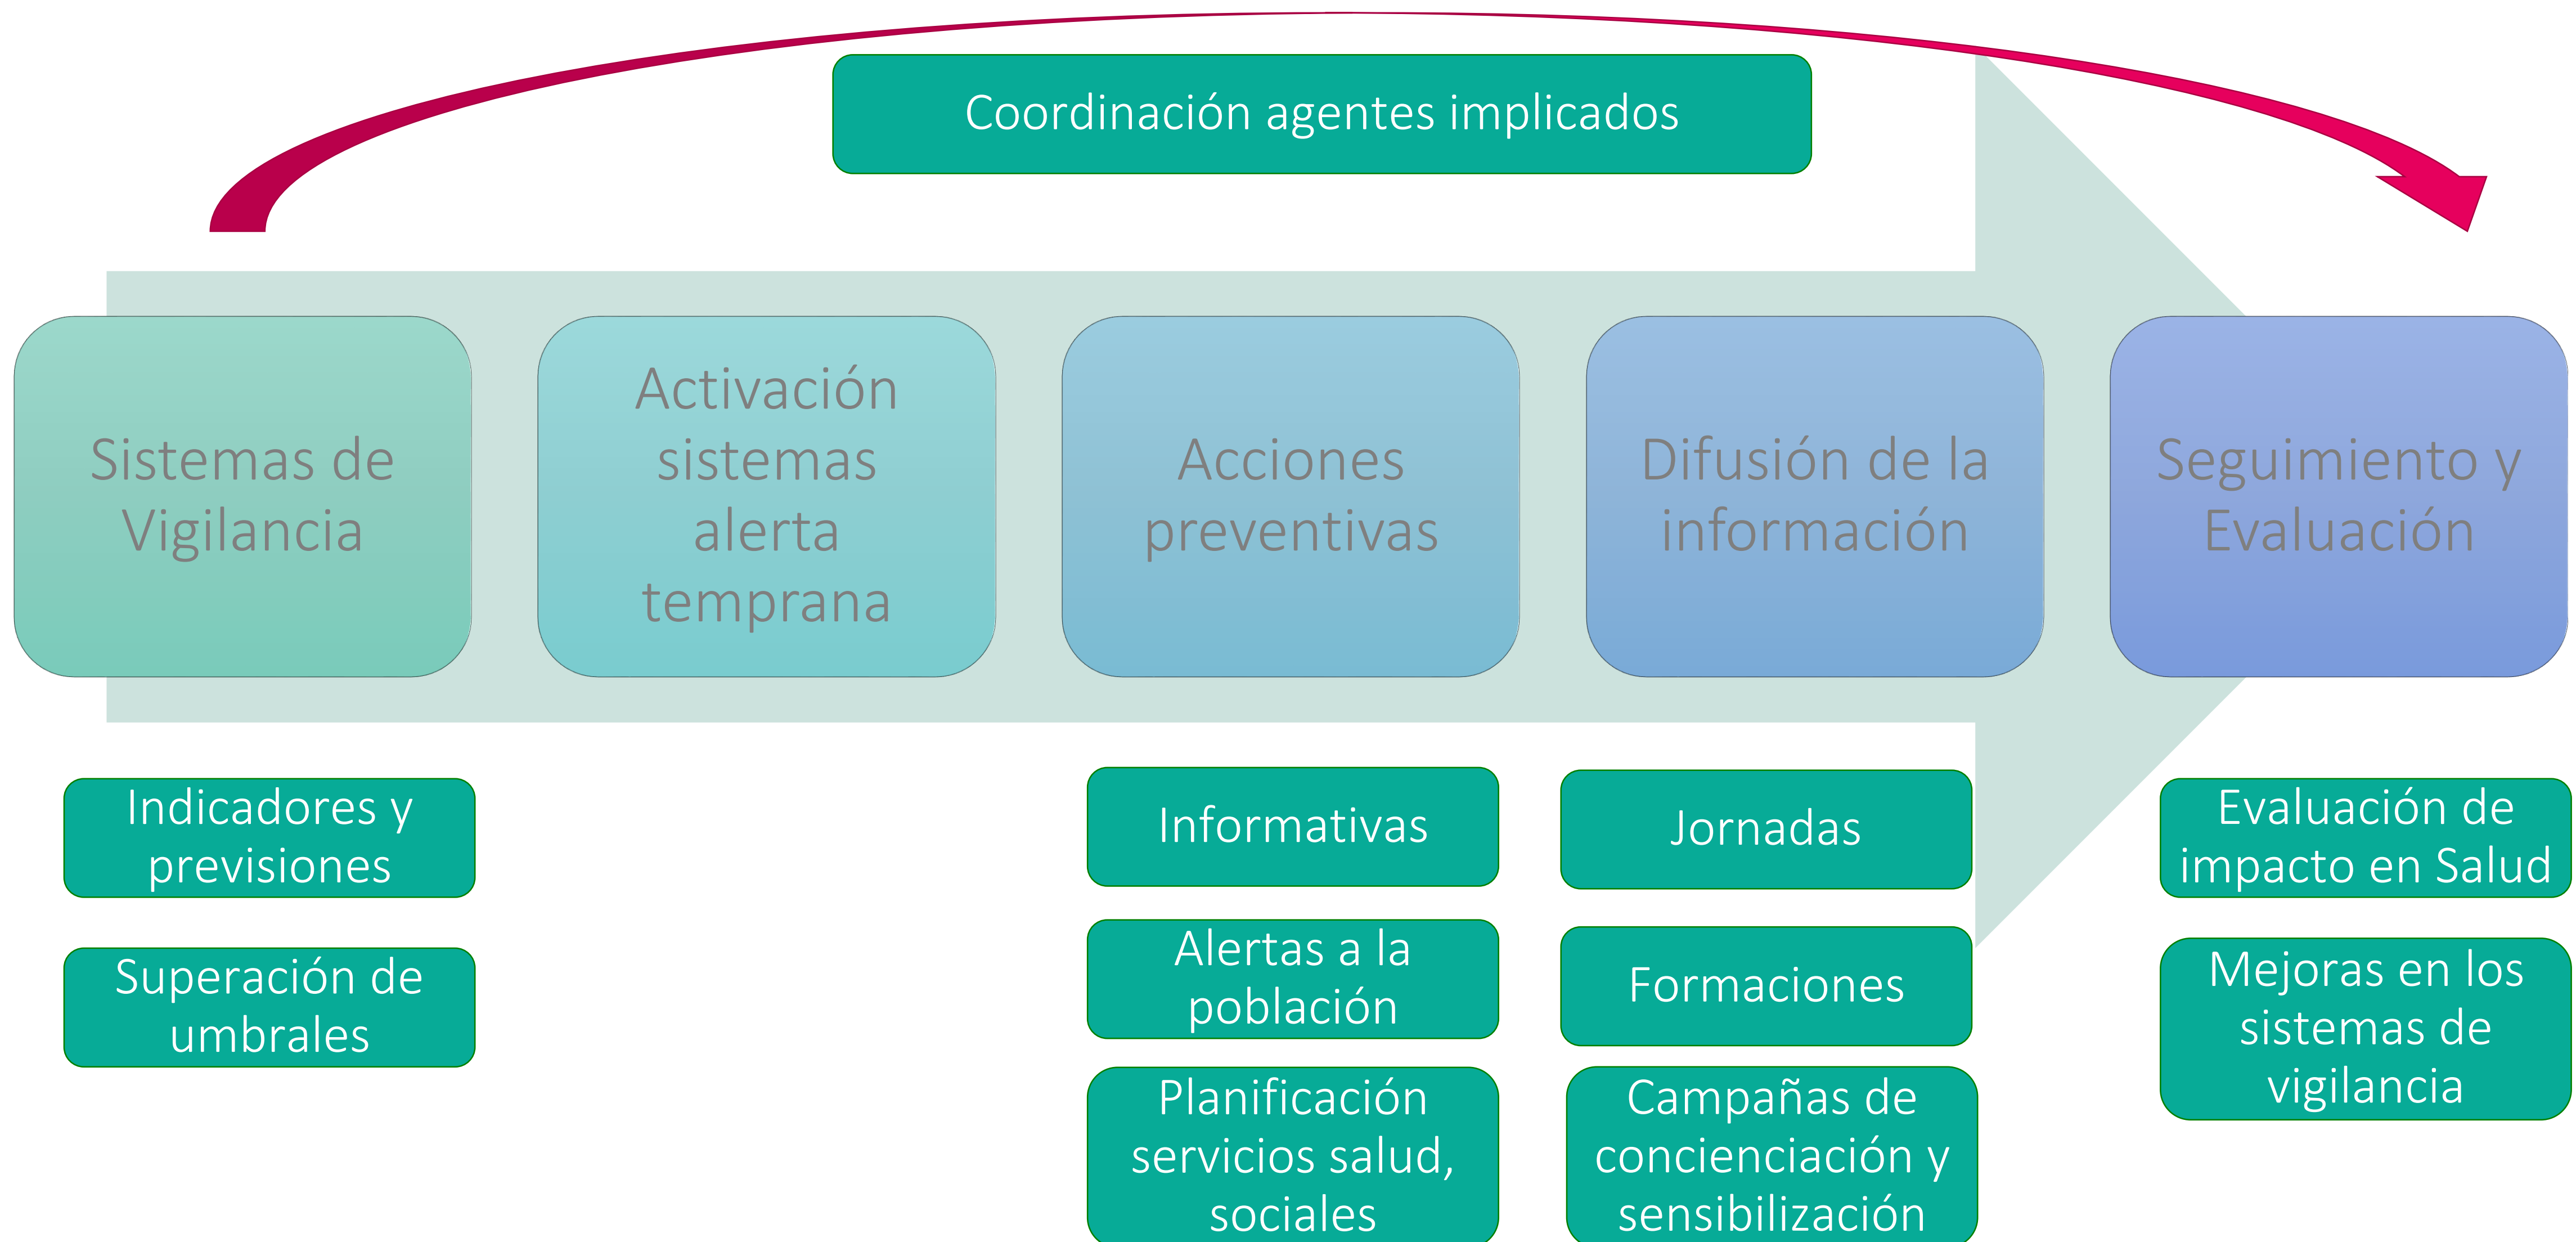 Coordinación agentes implicados
Sistemas de
Vigilancia
Activación
sistemas
alerta
temprana
Acciones
preventivas
Difusión de la
información
Seguimiento y
Evaluación
Indicadores y
previsiones
Superación de
umbrales
Informativas
Alertas a la
población
Planificación
servicios salud,
sociales
Jornadas
Formaciones
Campañas de
concienciación y
sensibilización
Evaluación de
impacto en Salud
Mejoras en los
sistemas de
vigilancia